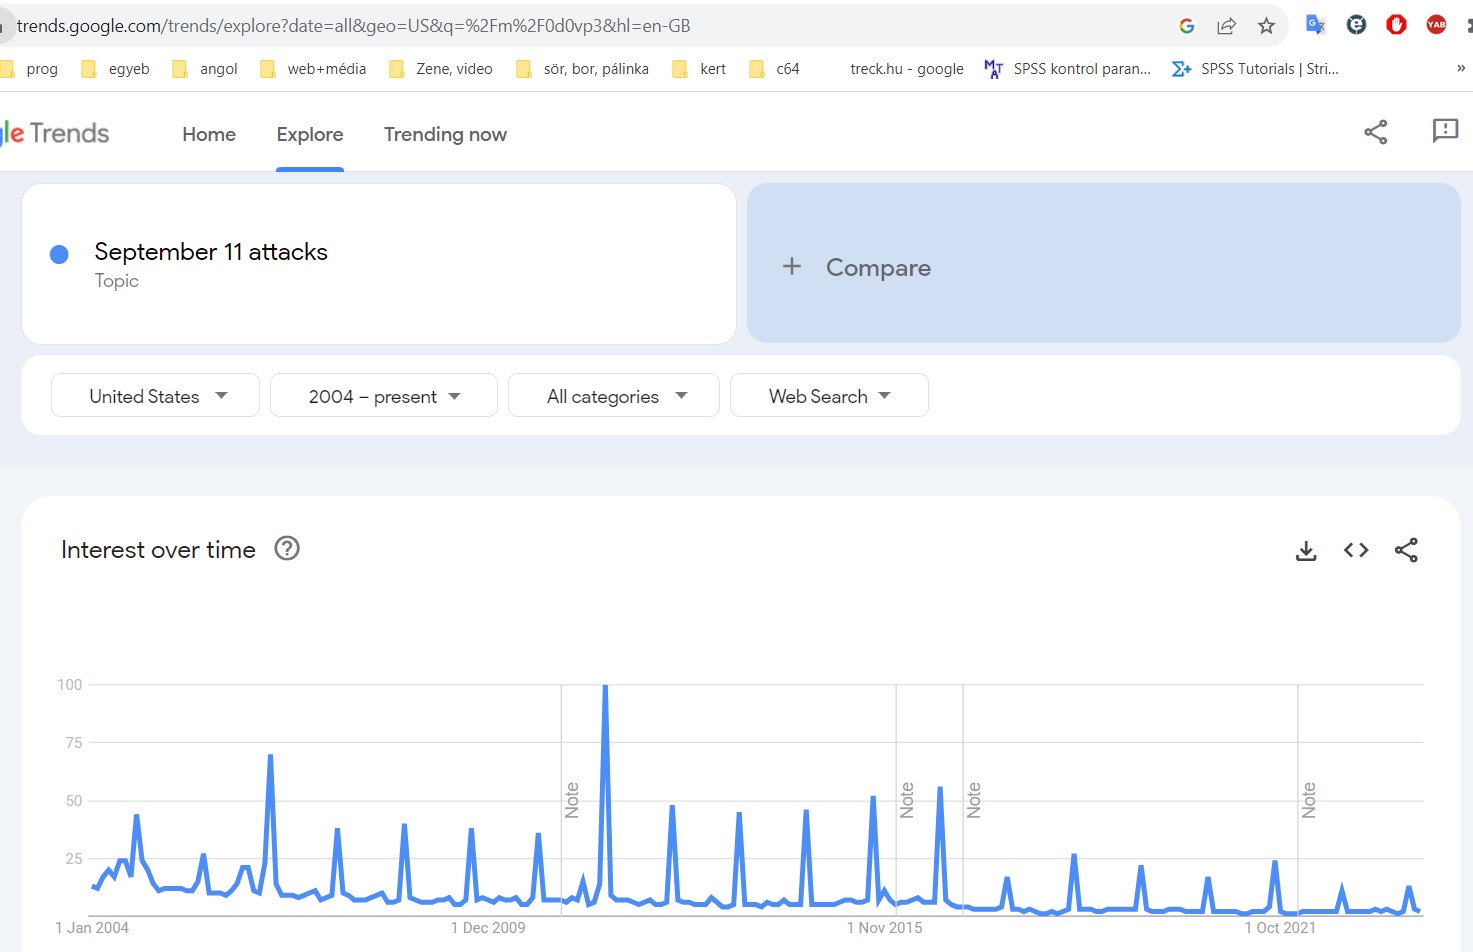 trends.google.com/trends/explore?date=all&geo=US&q=%2Fm%2F0d0vp3&hl=en-GB
YAB
prog egyeb angol web+média Zene, video sör, bor, pálinka kert c64 treck.hu - google MAT SPSS kontrol paran... Σ+ SPSS Tutorials | Stri... »
le Trends Home Explore Trending now
September 11 attacks
Topic
+ Compare
United States 2004 – present All categories Web Search
Interest over time ?
100
75
50
25
Note
Note
Note
Note
1 Jan 2004 1 Dec 2009 1 Nov 2015 1 Oct 2021